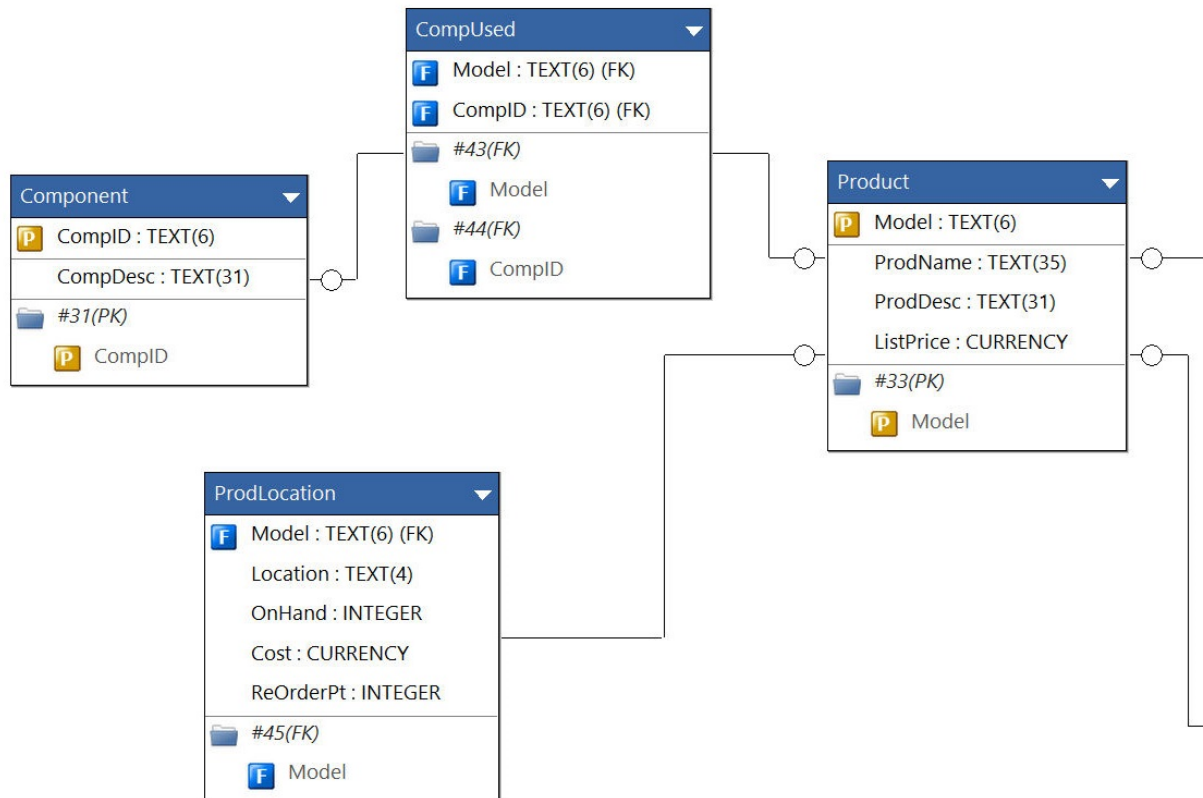 CompUsed
F Model : TEXT(6) (FK)
F CompID : TEXT(6) (FK)
#43(FK)
F Model
#44(FK)
F CompID
Component
P CompID : TEXT(6)
CompDesc : TEXT(31)
#31(PK)
P CompID
Product
P Model : TEXT(6)
ProdName : TEXT(35)
ProdDesc : TEXT(31)
ListPrice : CURRENCY
#33(PK)
P Model
ProdLocation
F Model : TEXT(6) (FK)
Location : TEXT(4)
OnHand : INTEGER
Cost : CURRENCY
ReOrderPt : INTEGER
#45(FK)
F Model